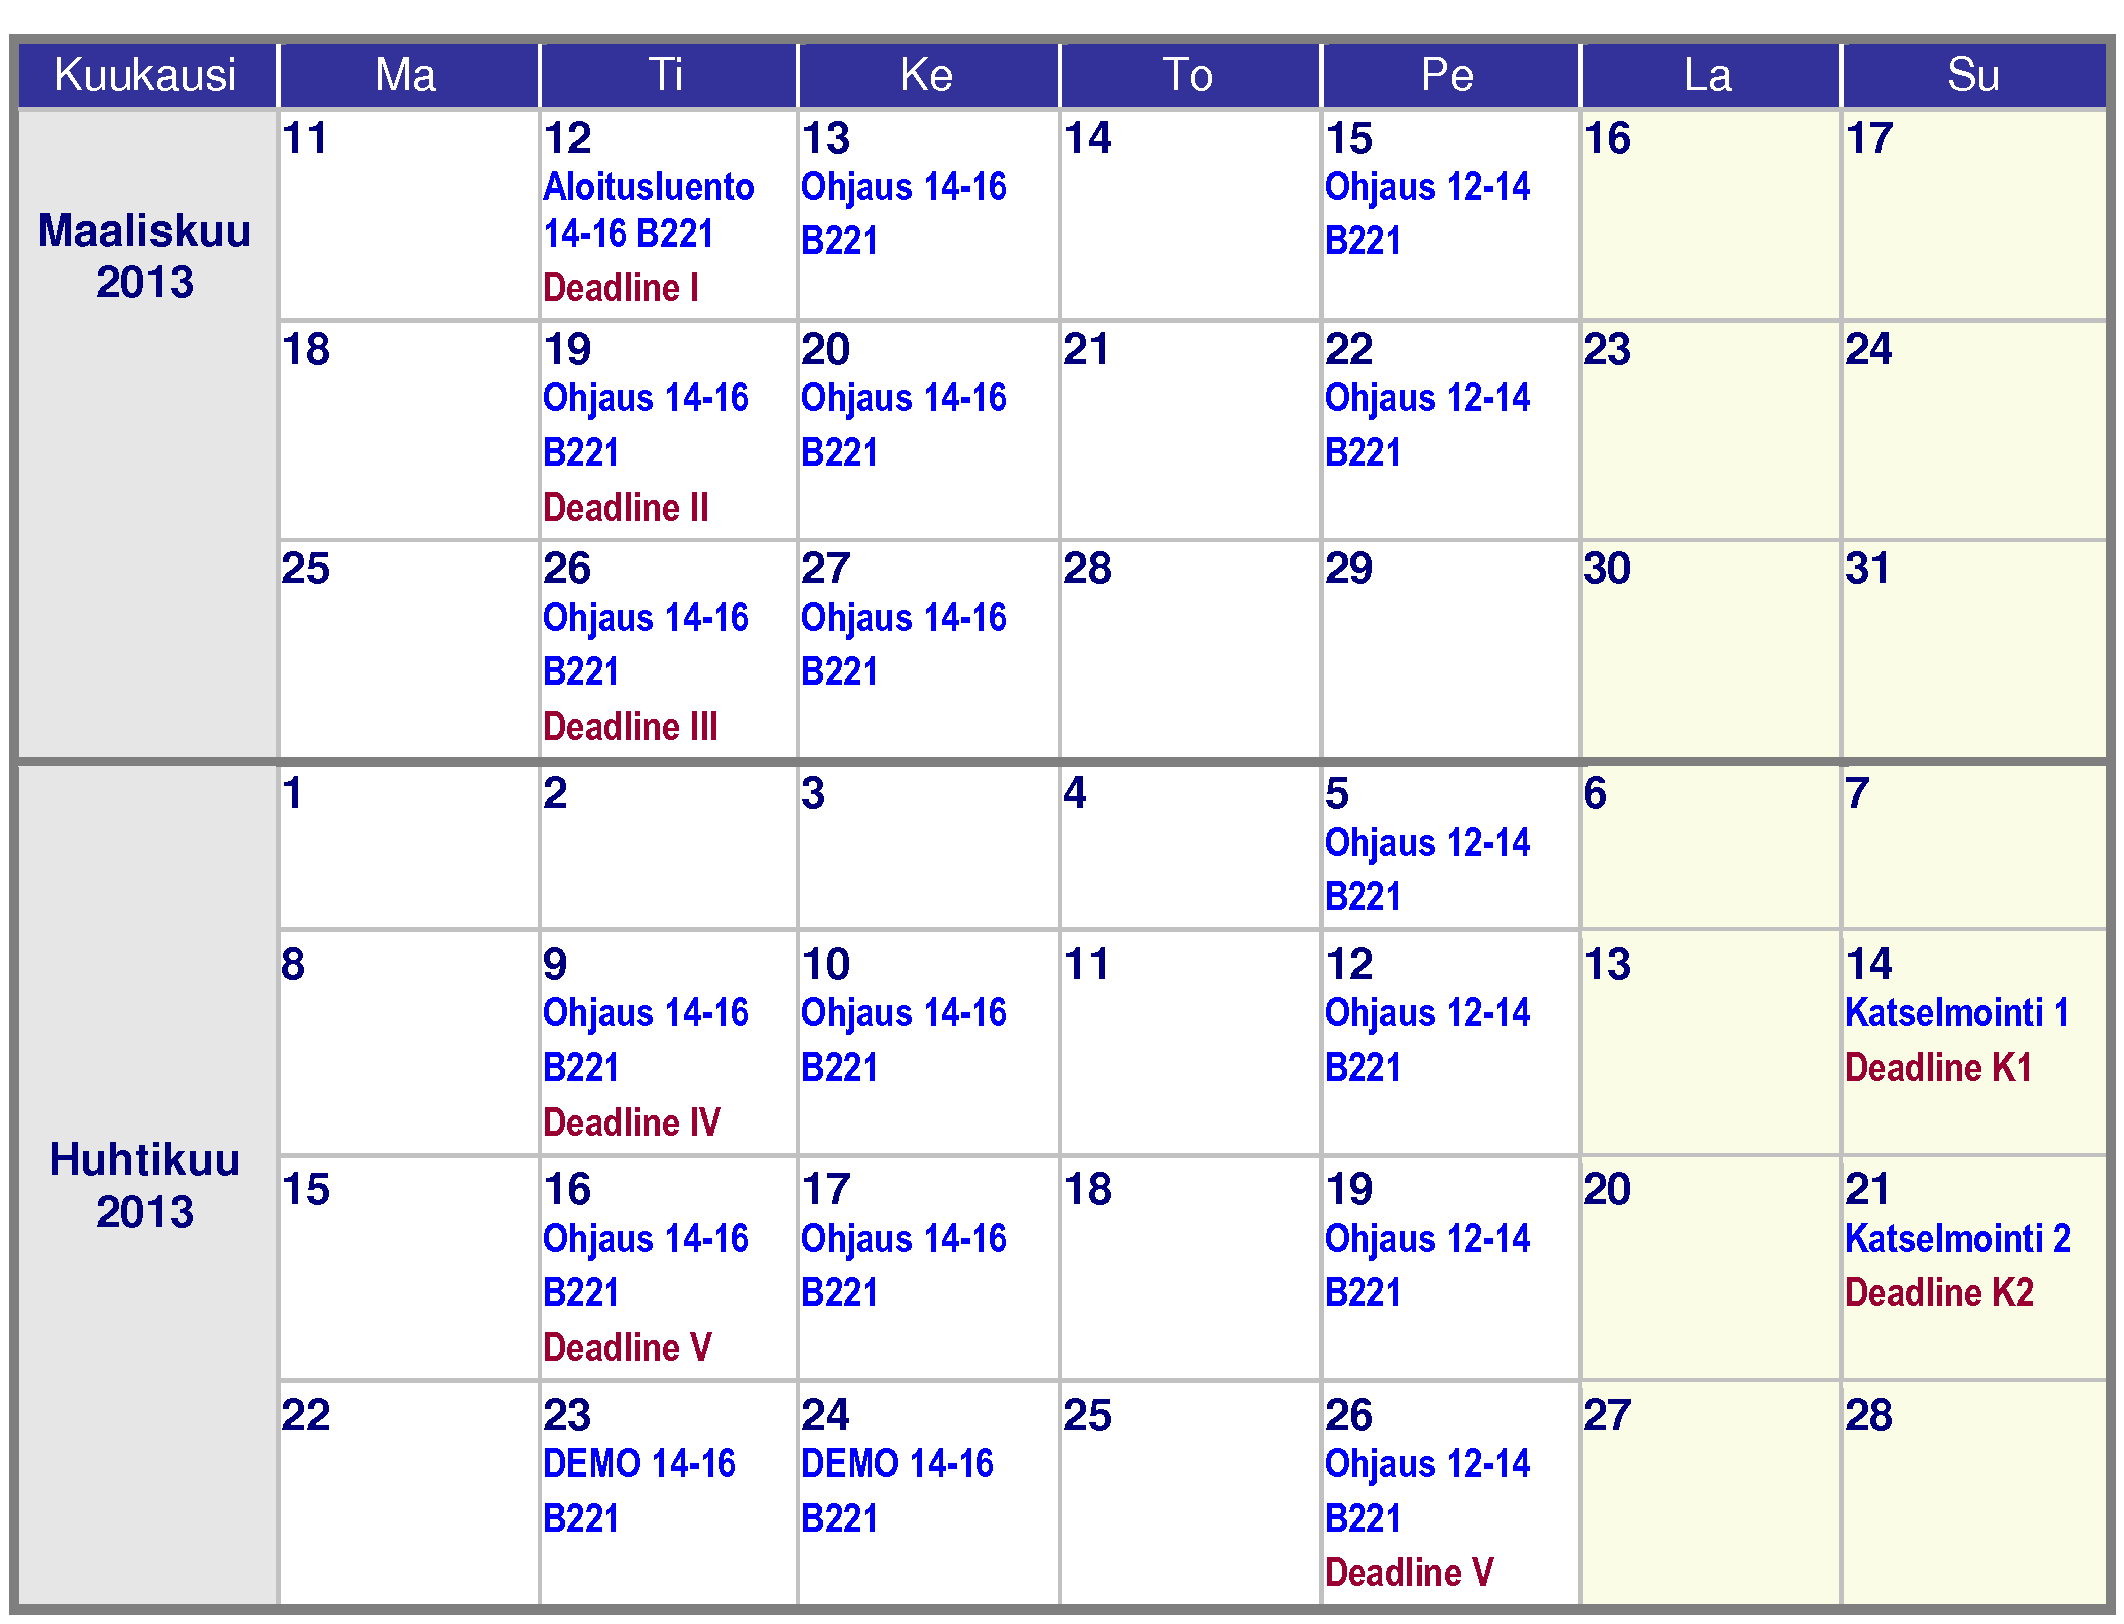 Kuukausi Ma Ti Ke To Pe La Su
Maaliskuu
2013
11
12
Aloitusluento
14-16 B221
Deadline I
13
Ohjaus 14-16
B221
14
15
Ohjaus 12-14
B221
16
17
18
19
Ohjaus 14-16
B221
Deadline II
20
Ohjaus 14-16
B221
21
22
Ohjaus 12-14
B221
23
24
25
26
Ohjaus 14-16
B221
Deadline III
27
Ohjaus 14-16
B221
28
29
30
31
Huhtikuu
2013
1
2
3
4
5
Ohjaus 12-14
B221
6
7
8
9
Ohjaus 14-16
B221
Deadline IV
10
Ohjaus 14-16
B221
11
12
Ohjaus 12-14
B221
13
14
Katselmointi 1
Deadline K1
15
16
Ohjaus 14-16
B221
Deadline V
17
Ohjaus 14-16
B221
18
19
Ohjaus 12-14
B221
20
21
Katselmointi 2
Deadline K2
22
23
DEMO 14-16
B221
24
DEMO 14-16
B221
25
26
Ohjaus 12-14
B221
Deadline V
27
28